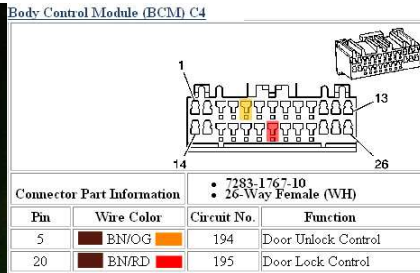 Body Control Module (BCM) C4
1
13
14
26
Connector Part Information
• 7283-1767-10
• 26-Way Female (WH)
Pin Wire Color Circuit No. Function
5 BN/OG 194 Door Unlock Control
20 BN/RD 195 Door Lock Control